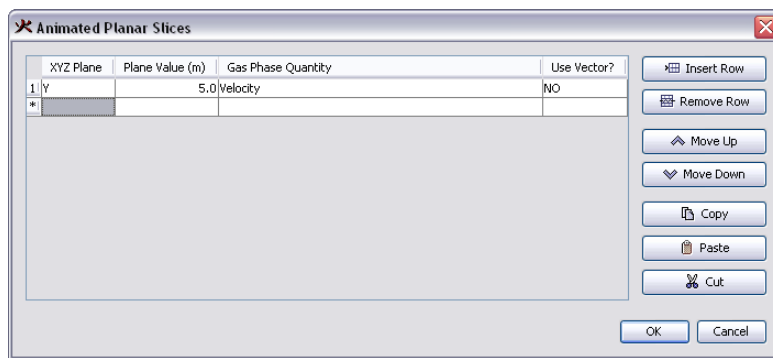 Animated Planar Slices
XYZ Plane Plane Value (m) Gas Phase Quantity Use Vector?
1 Y 5.0 Velocity NO
*
Insert Row
Remove Row
Move Up
Move Down
Copy
Paste
Cut
OK Cancel